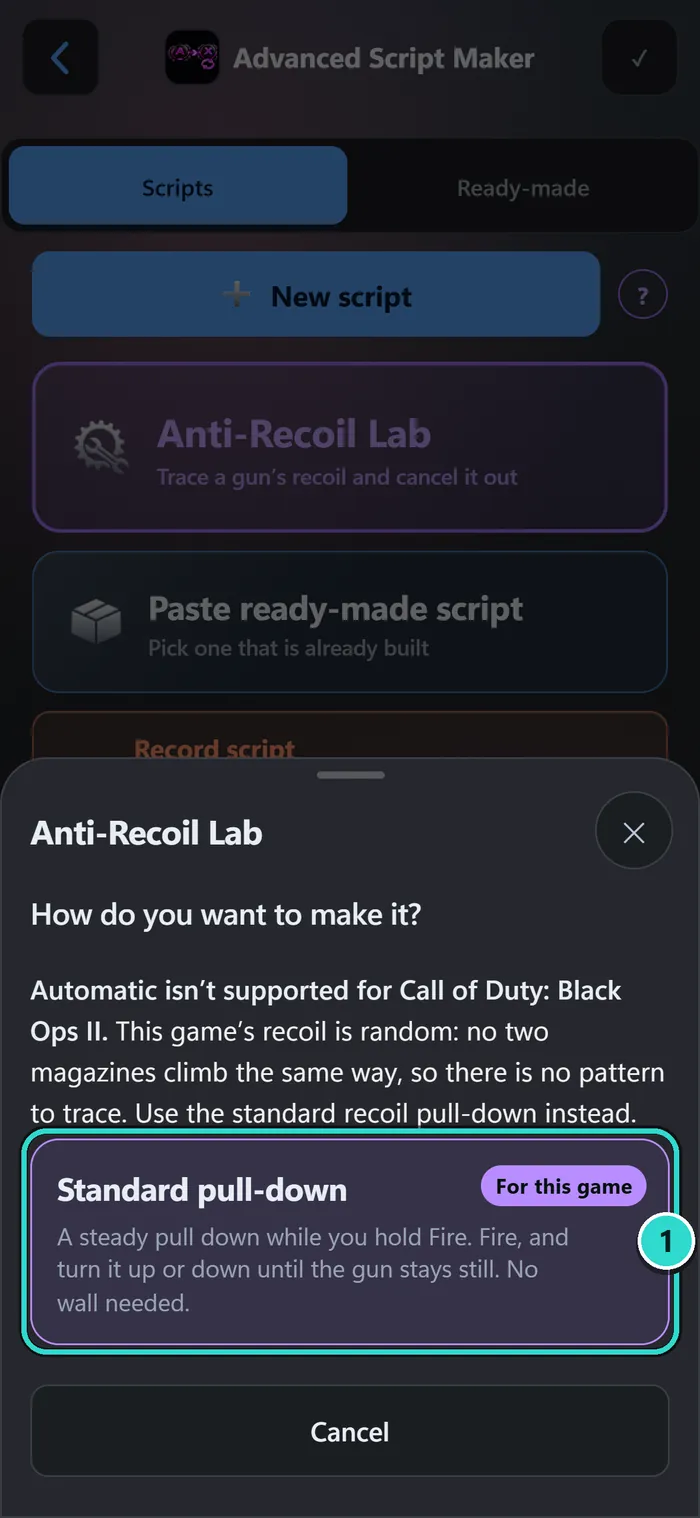 Advanced Script Maker
✓
Scripts
Ready-made
+ New script
?
Anti-Recoil Lab
Trace a gun’s recoil and cancel it out
Paste ready-made script
Pick one that is already built
Record script
Anti-Recoil Lab
How do you want to make it?
Automatic isn’t supported for Call of Duty: Black
Ops II. This game’s recoil is random: no two
magazines climb the same way, so there is no pattern
to trace. Use the standard recoil pull-down instead.
Standard pull-down
For this game
A steady pull down while you hold Fire. Fire, and
turn it up or down until the gun stays still. No
wall needed.
1
Cancel